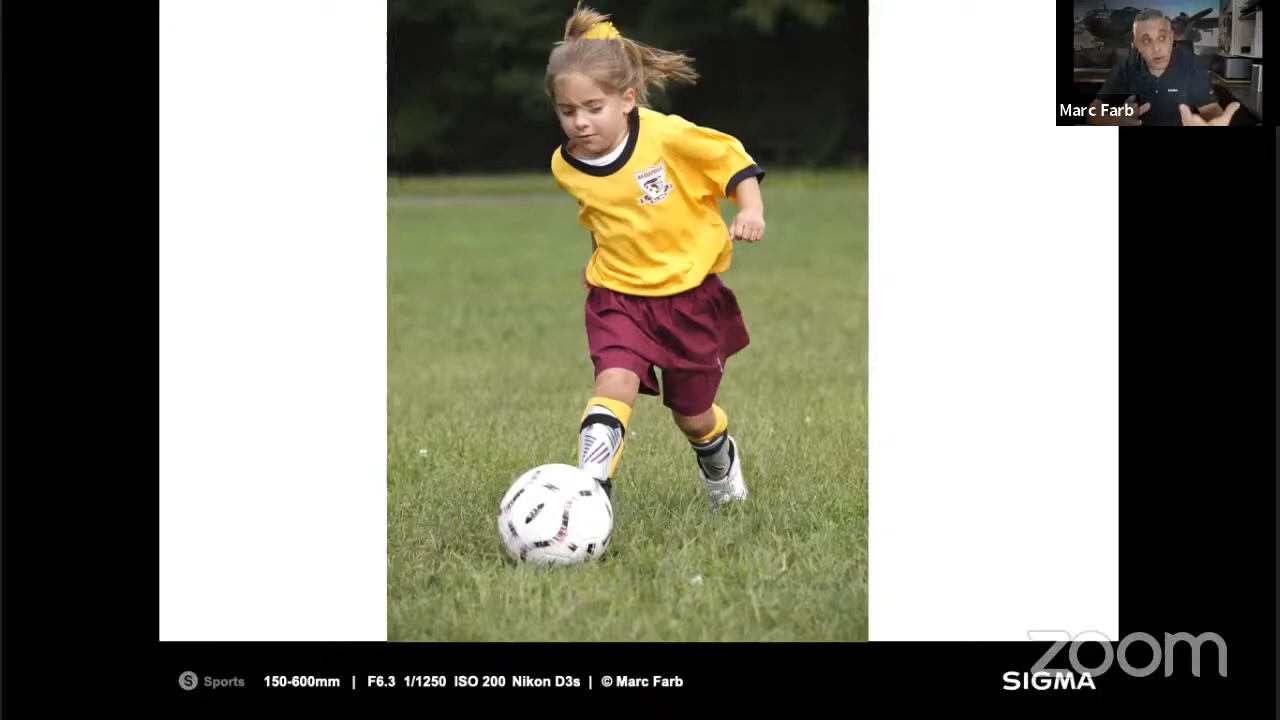 Marc Farb
zoom
S Sports 150-600mm | F6.3 1/1250 ISO 200 Nikon D3s | © Marc Farb
SIGMA